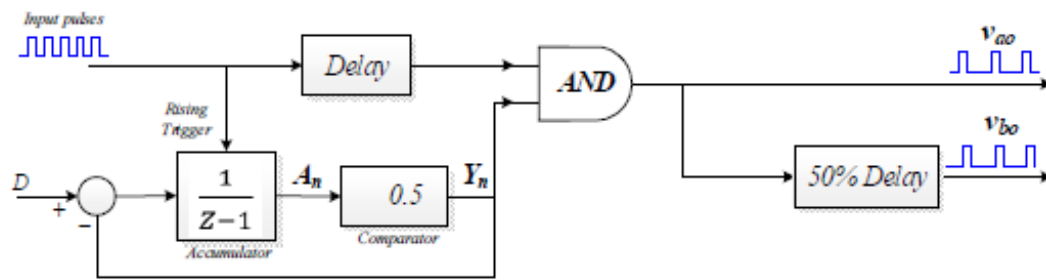 Input pulses
Delay
AND
v_ao
Rising
Trigger
v_bo
D
+
−
1
Z−1
A_n
0.5
Y_n
50% Delay
Accumulator
Comparator